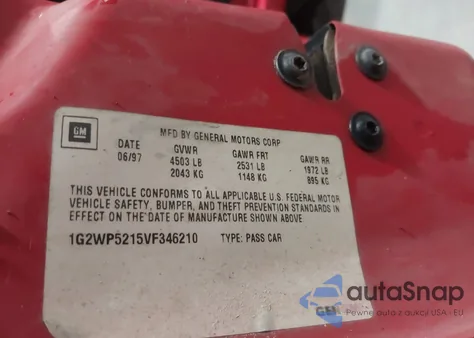 GM
MFD BY GENERAL MOTORS CORP
DATE GVWR GAWR FRT GAWR RR
06/97 4503 LB 2531 LB 1972 LB
2043 KG 1148 KG 895 KG
THIS VEHICLE CONFORMS TO ALL APPLICABLE U.S. FEDERAL MOTOR
VEHICLE SAFETY, BUMPER, AND THEFT PREVENTION STANDARDS IN
EFFECT ON THE DATE OF MANUFACTURE SHOWN ABOVE
1G2WP5215VF346210 TYPE: PASS CAR
autoSnap
Pewne auta z aukcji USA - EU